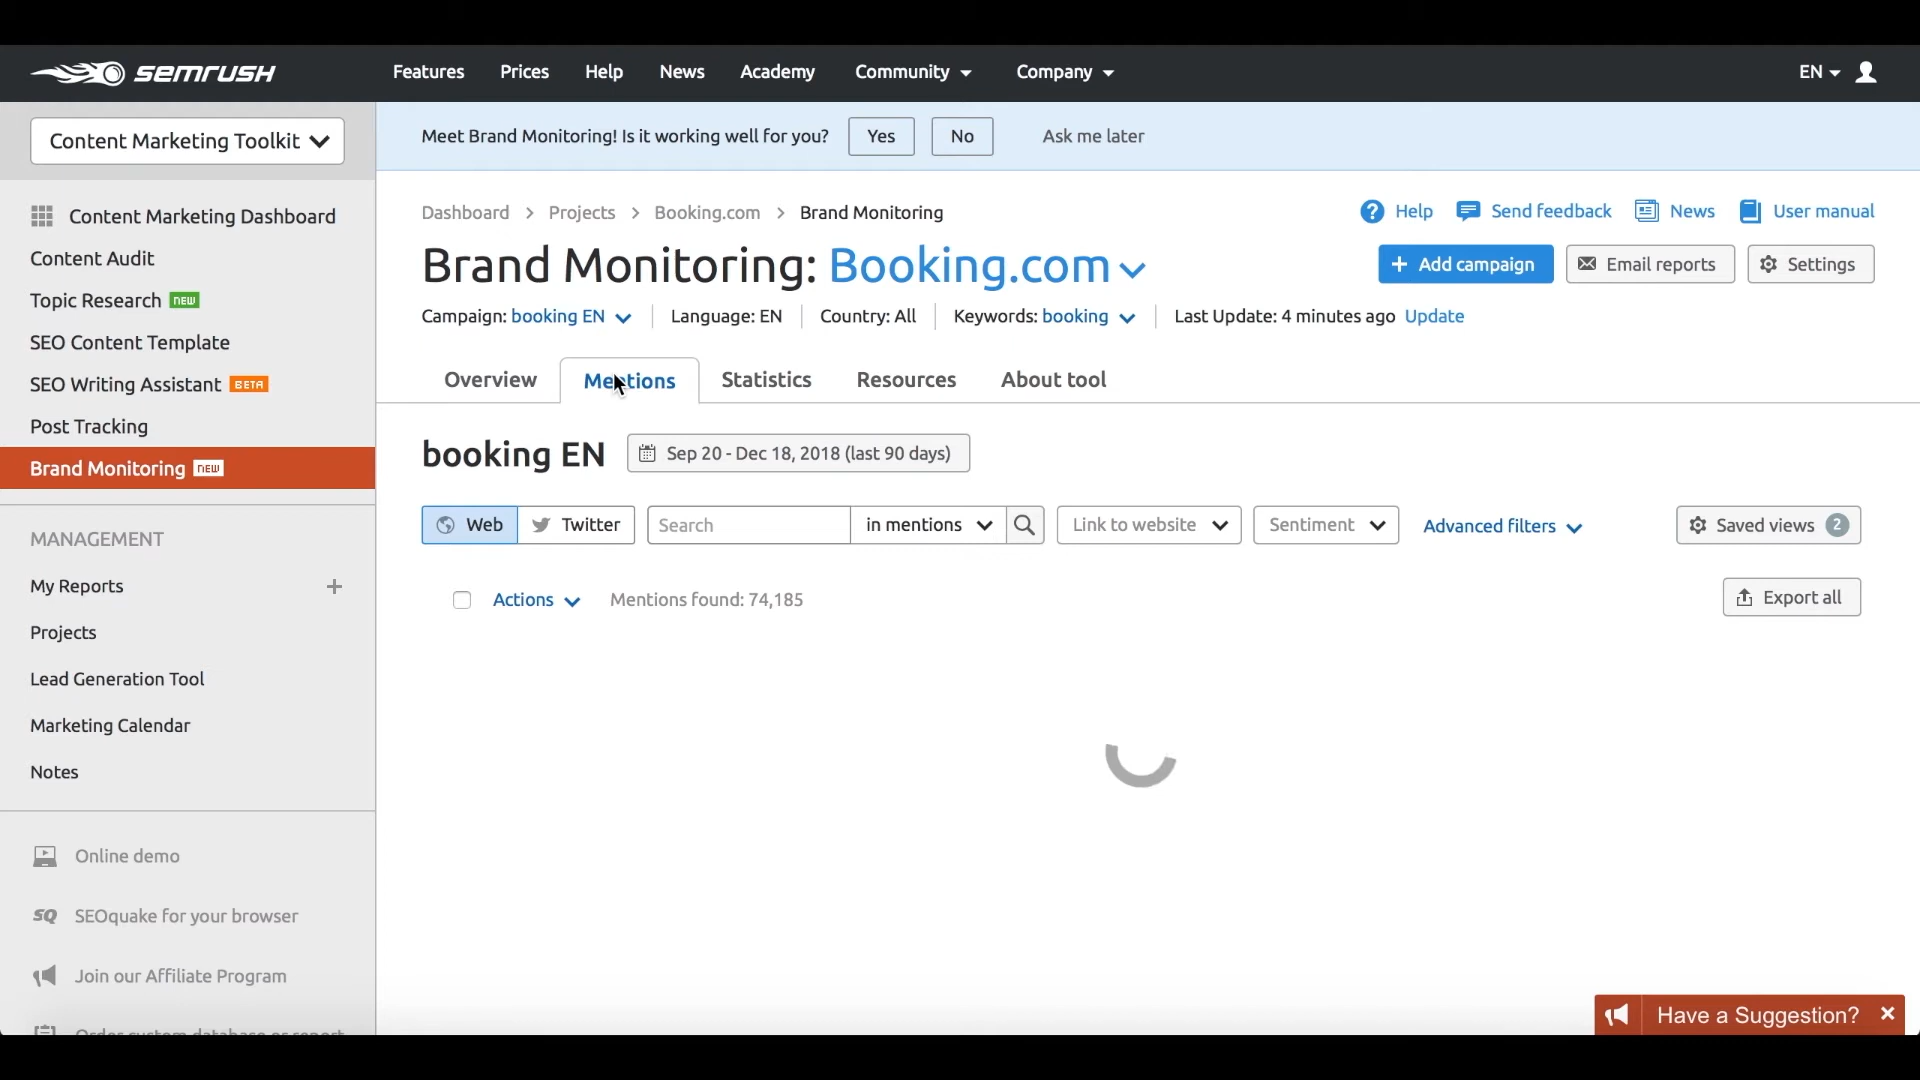 semrush
Features Prices Help News Academy Community Company EN
Content Marketing Toolkit
Meet Brand Monitoring! Is it working well for you? Yes No Ask me later
Content Marketing Dashboard
Content Audit
Topic Research new
SEO Content Template
SEO Writing Assistant BETA
Post Tracking
Brand Monitoring new
MANAGEMENT
My Reports +
Projects
Lead Generation Tool
Marketing Calendar
Notes
Online demo
SQ SEOquake for your browser
Join our Affiliate Program
Order custom database or report
Dashboard > Projects > Booking.com > Brand Monitoring
? Help Send feedback News User manual
Brand Monitoring: Booking.com
+ Add campaign Email reports Settings
Campaign: booking EN Language: EN Country: All Keywords: booking Last Update: 4 minutes ago Update
Overview Mentions Statistics Resources About tool
booking EN Sep 20 - Dec 18, 2018 (last 90 days)
Web Twitter Search in mentions Link to website Sentiment Advanced filters Saved views 2
Actions Mentions found: 74,185 Export all
Have a Suggestion? ×